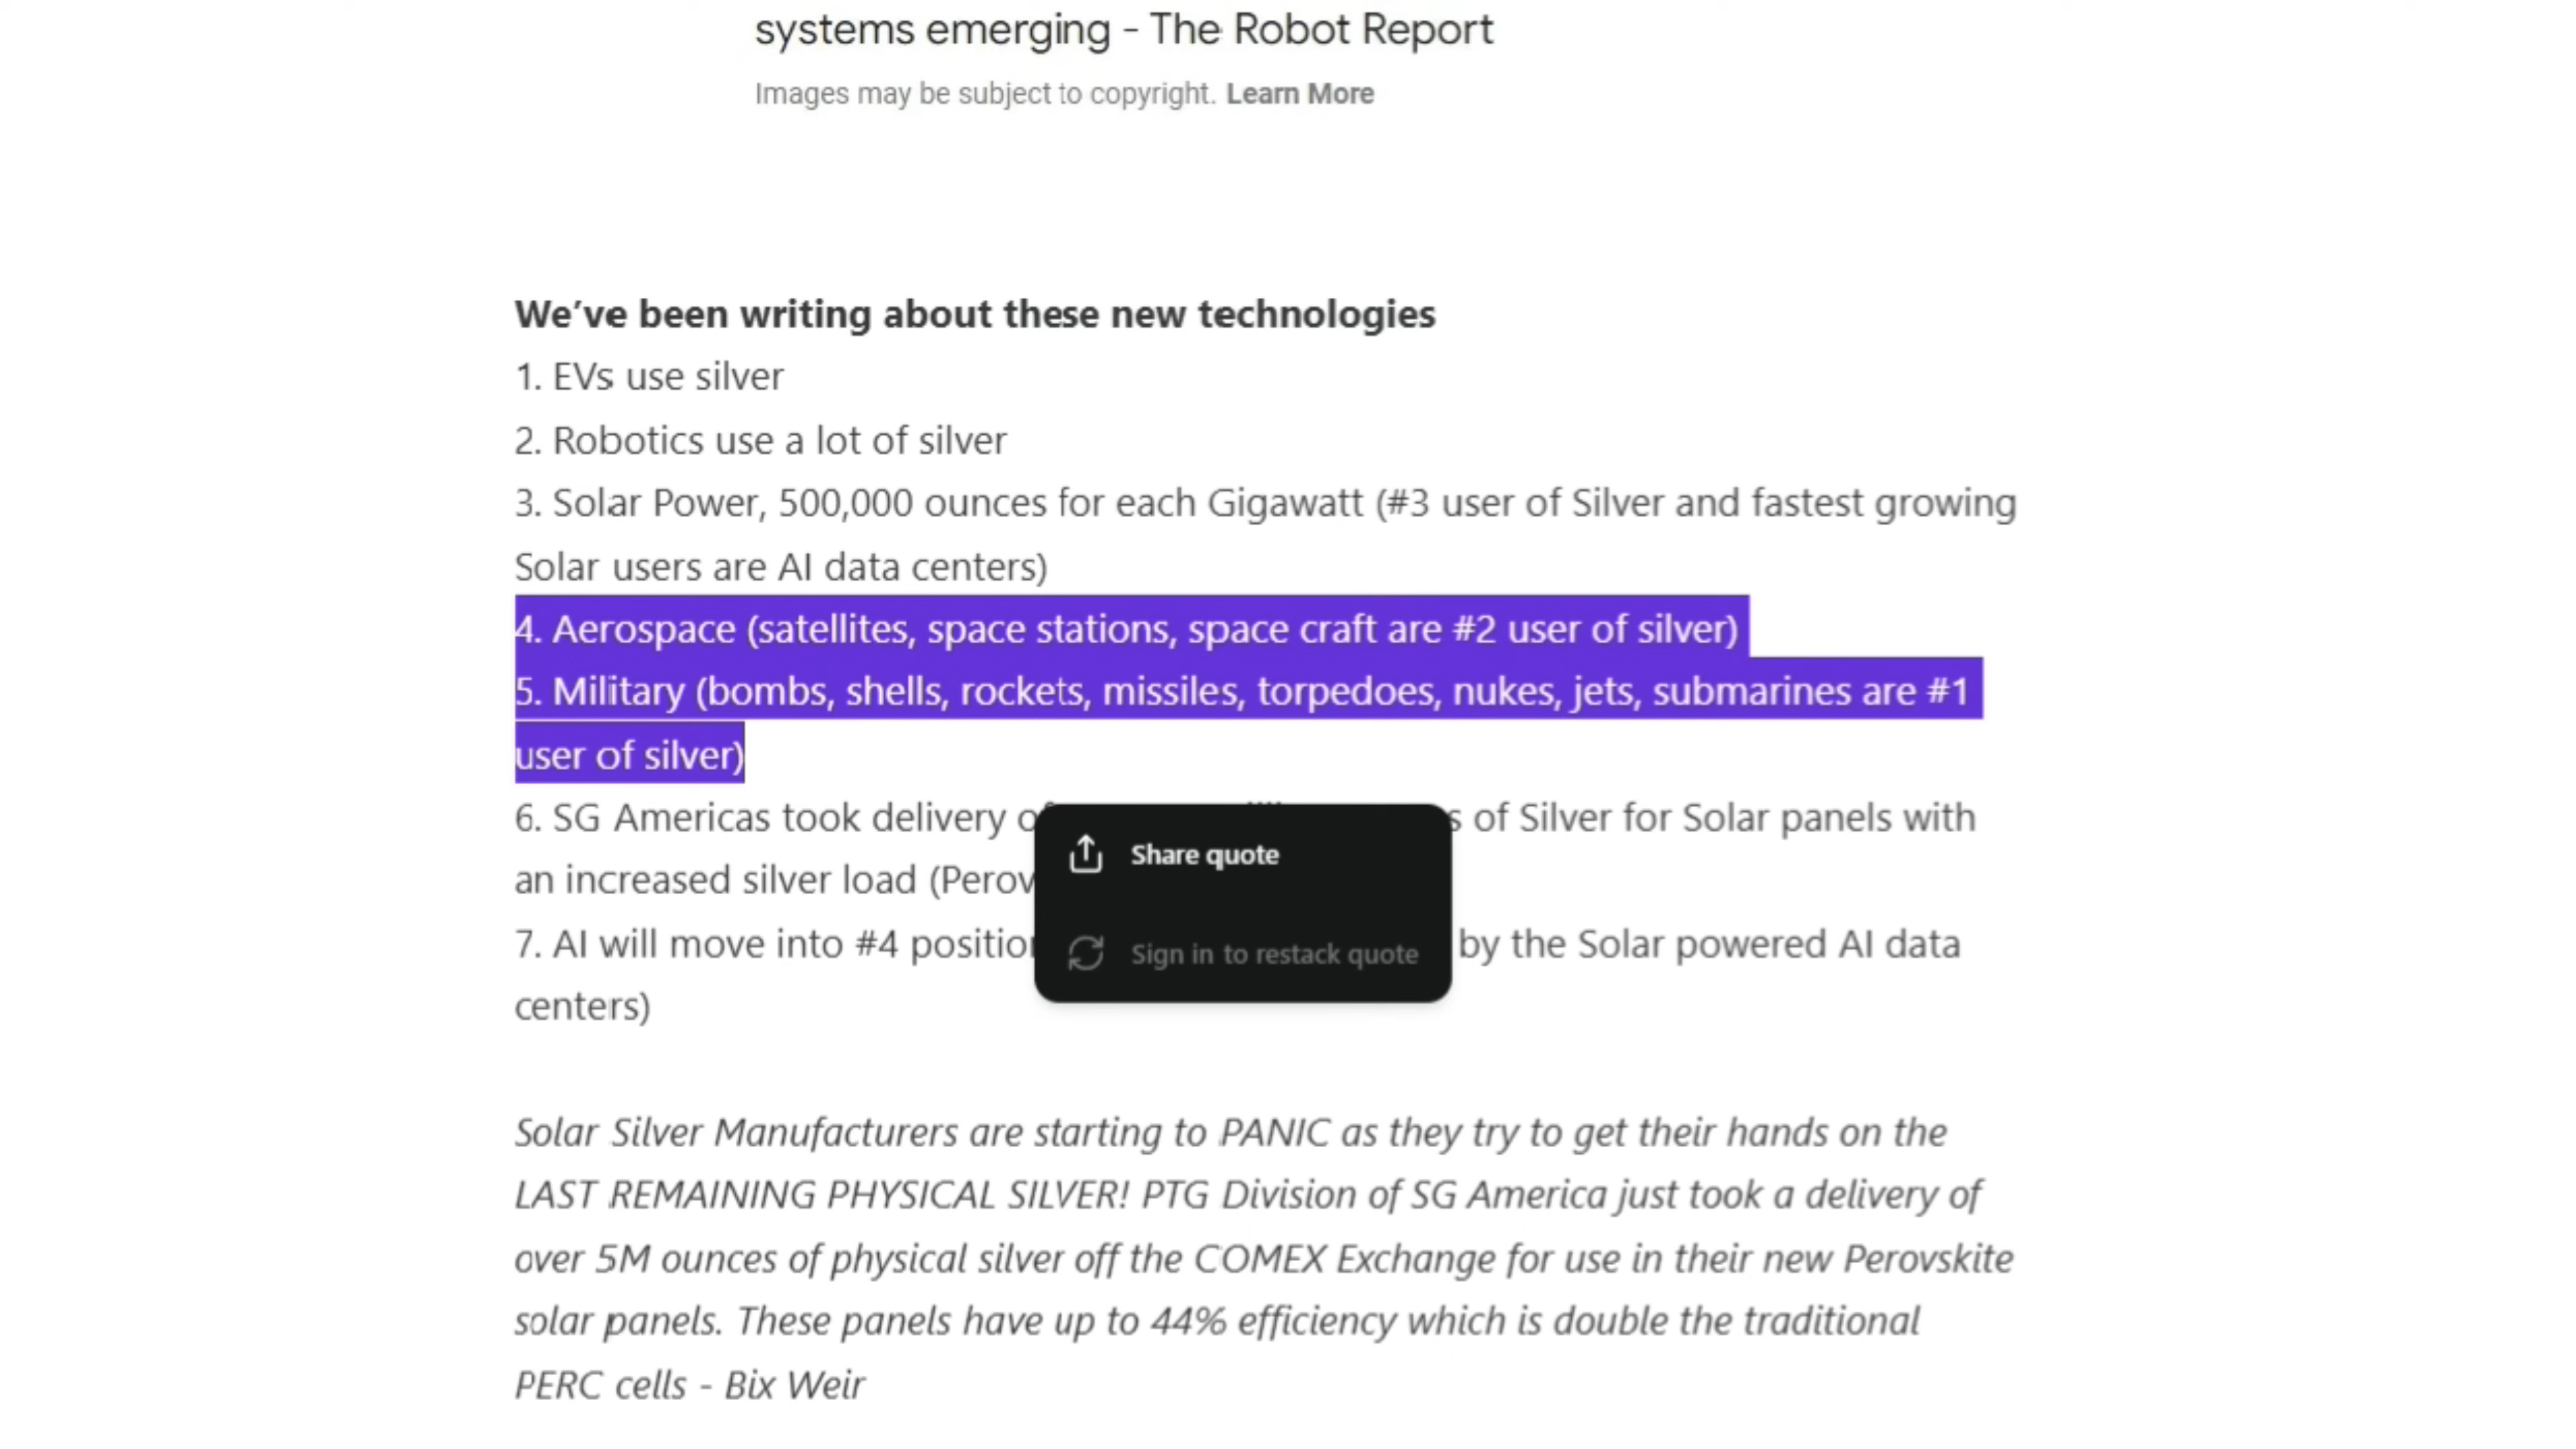 systems emerging - The Robot Report
Images may be subject to copyright. Learn More
We've been writing about these new technologies
1. EVs use silver
2. Robotics use a lot of silver
3. Solar Power, 500,000 ounces for each Gigawatt (#3 user of Silver and fastest growing
Solar users are AI data centers)
4. Aerospace (satellites, space stations, space craft are #2 user of silver)
5. Military (bombs, shells, rockets, missiles, torpedoes, nukes, jets, submarines are #1
user of silver)
6. SG Americas took delivery of Silver for Solar panels with
an increased silver load
Share quote
7. AI will move into #4 by the Solar powered AI data
Sign in to restack quote
centers)
Solar Silver Manufacturers are starting to PANIC as they try to get their hands on the
LAST REMAINING PHYSICAL SILVER! PTG Division of SG America just took a delivery of
over 5M ounces of physical silver off the COMEX Exchange for use in their new Perovskite
solar panels. These panels have up to 44% efficiency which is double the traditional
PERC cells - Bix Weir